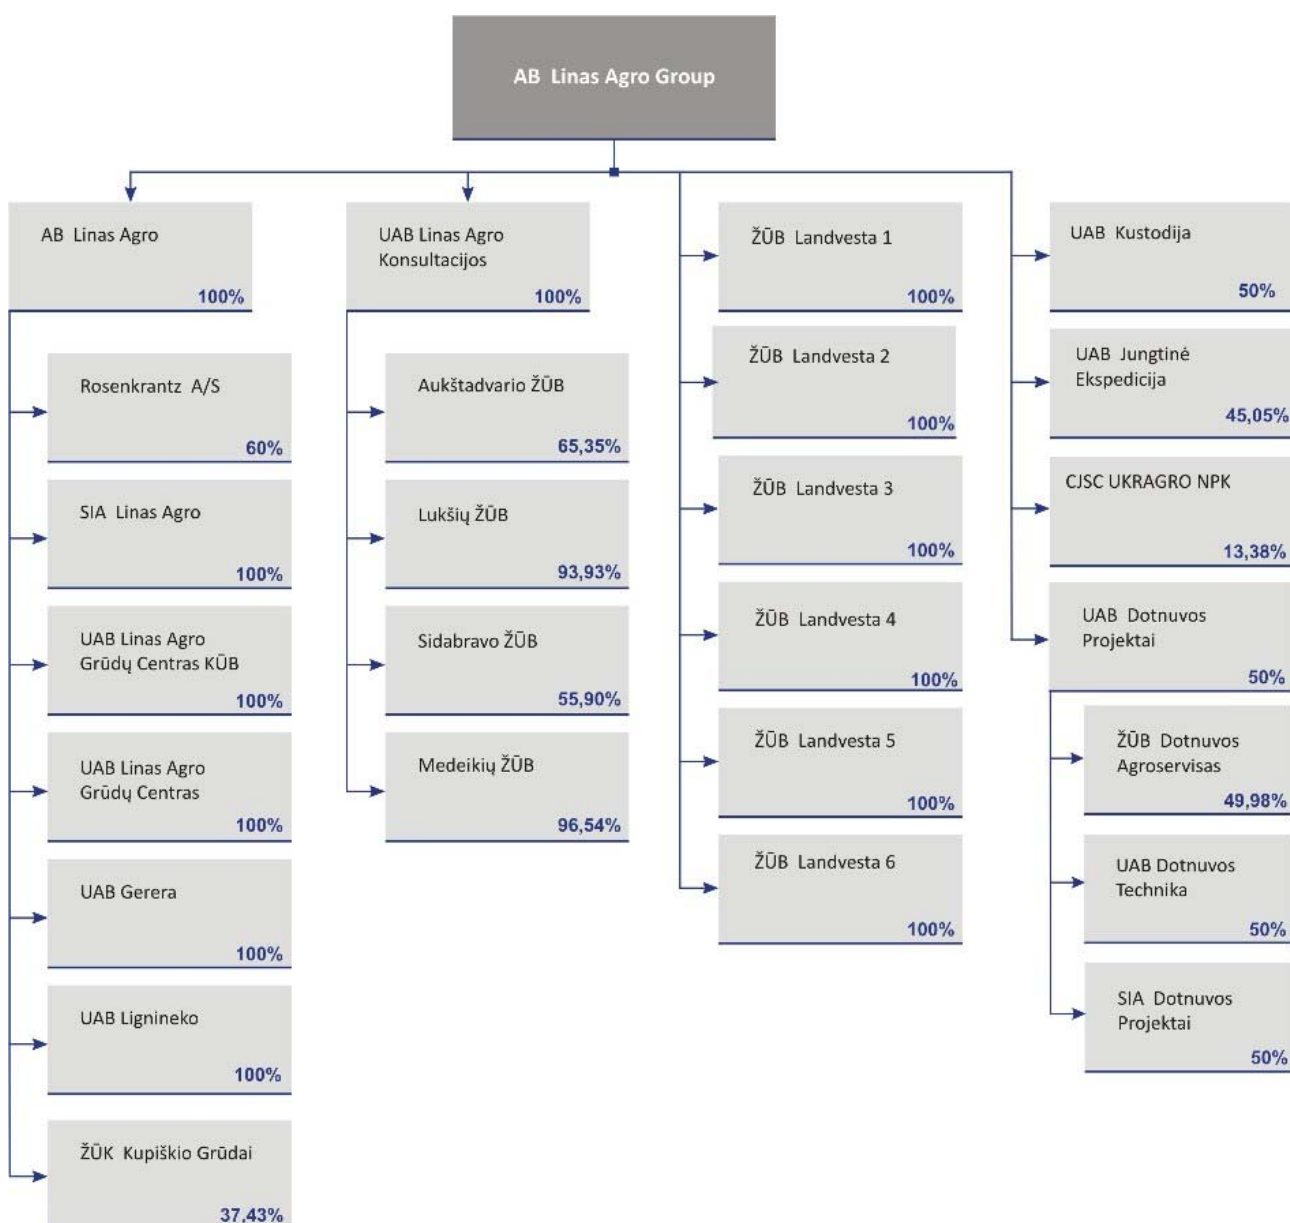 AB Linas Agro Group
AB Linas Agro
100%
Rosenkrantz A/S
60%
SIA Linas Agro
100%
UAB Linas Agro
Grūdų Centras KŪB
100%
UAB Linas Agro
Grūdų Centras
100%
UAB Gerera
100%
UAB Lignineko
100%
ŽŪK Kupiškio Grūdai
37,43%
UAB Linas Agro
Konsultacijos
100%
Aukštadvario ŽŪB
65,35%
Lukšių ŽŪB
93,93%
Sidabravo ŽŪB
55,90%
Medeikių ŽŪB
96,54%
ŽŪB Landvesta 1
100%
ŽŪB Landvesta 2
100%
ŽŪB Landvesta 3
100%
ŽŪB Landvesta 4
100%
ŽŪB Landvesta 5
100%
ŽŪB Landvesta 6
100%
UAB Kustodija
50%
UAB Jungtinė
Ekspedicija
45,05%
CJSC UKRAGRO NPK
13,38%
UAB Dotnuvos
Projektai
50%
ŽŪB Dotnuvos
Agroservisas
49,98%
UAB Dotnuvos
Technika
50%
SIA Dotnuvos
Projektai
50%